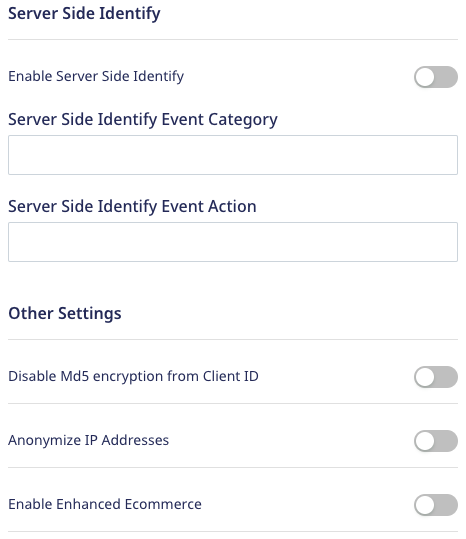 Server Side Identify
Enable Server Side Identify
Server Side Identify Event Category
Server Side Identify Event Action
Other Settings
Disable Md5 encryption from Client ID
Anonymize IP Addresses
Enable Enhanced Ecommerce